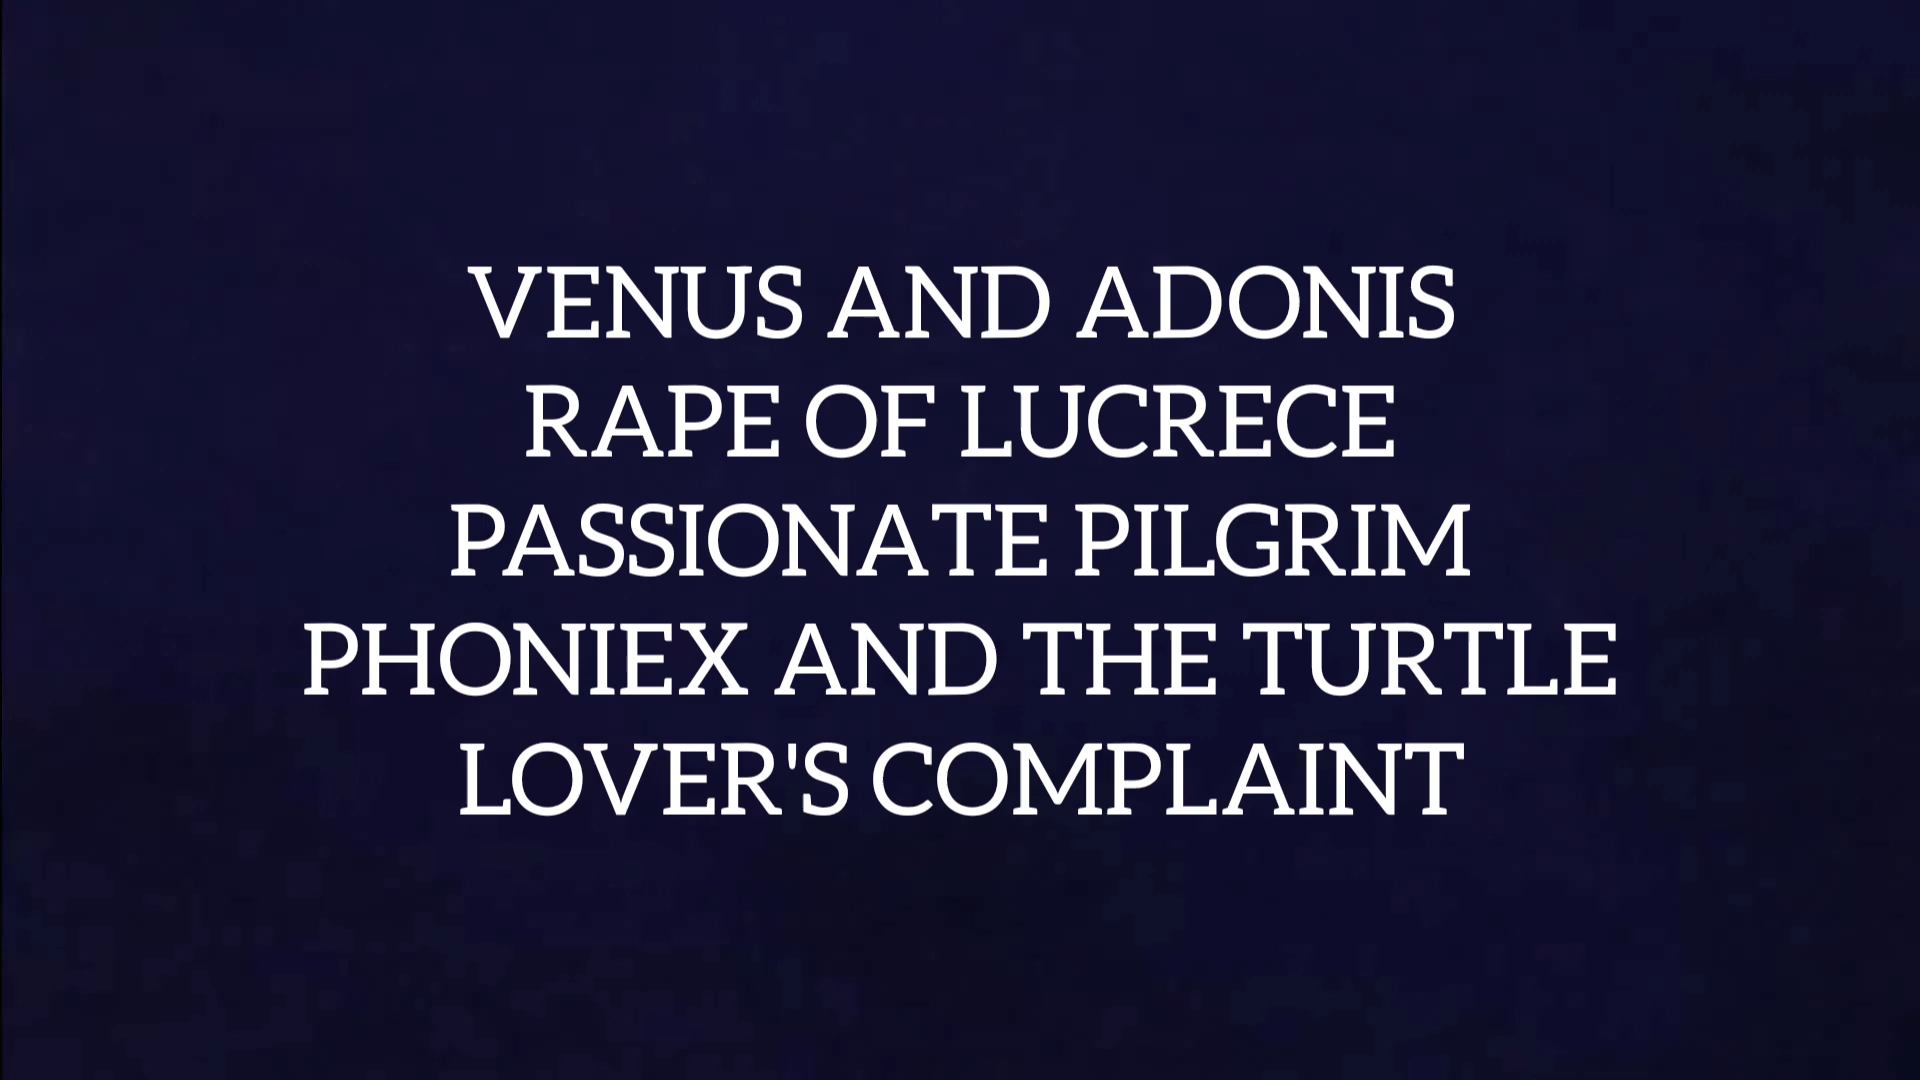 VENUS AND ADONIS
RAPE OF LUCRECE
PASSIONATE PILGRIM
PHONIEX AND THE TURTLE
LOVER'S COMPLAINT